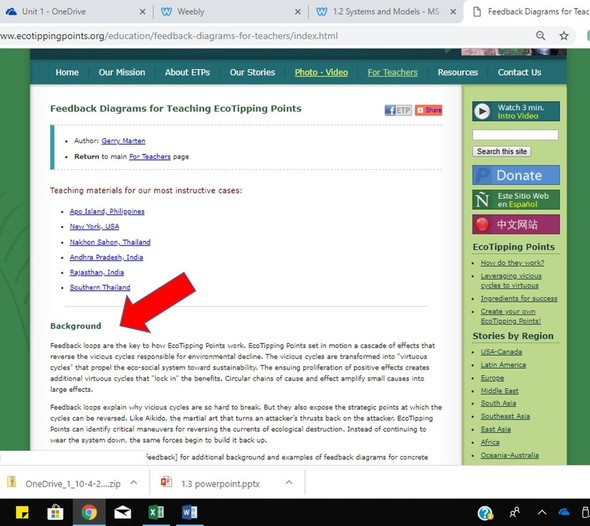 Unit 1 - OneDrive
Weebly
1.2 Systems and Models - MS.
Feedback Diagrams for Teac
ww.ecotippingpoints.org/education/feedback-diagrams-for-teachers/index.html
Home Our Mission About ETPs Our Stories Photo - Video For Teachers Resources Contact Us
Feedback Diagrams for Teaching EcoTipping Points
ETP Share
Author: Gerry Marten
Return to main For Teachers page
Teaching materials for our most instructive cases:
Apo Island, Philippines
New York, USA
Nakhon Sahon, Thailand
Andhra Pradesh, India
Rajasthan, India
Southern Thailand
Background
Feedback loops are the key to how EcoTipping Points work. EcoTipping Points set in motion a cascade of effects that
reverse the vicious cycles responsible for environmental decline. The vicious cycles are transformed into "virtuous
cycles" that propel the eco-social system toward sustainability. The ensuing proliferation of positive effects creates
additional virtuous cycles that "lock in" the benefits. Circular chains of cause and effect amplify small causes into
large effects.
Feedback loops explain why vicious cycles are so hard to break. But they also expose the strategic points at which the
cycles can be reversed. Like Aikido, the martial art that turns an attacker's thrusts back on the attacker, EcoTipping
Points can identify critical maneuvers for reversing the currents of ecological destruction. Instead of continuing to
wear the system down, the same forces begin to build it back up.
feedback] for additional background and examples of feedback diagrams for concrete
Watch 3 min.
Intro Video
Search this site
Donate
Ñ Este Sitio Web
en Español
中文网站
EcoTipping Points
How do they work?
Leveraging vicious
cycles to virtuous
Ingredients for success
Create your own
EcoTipping Points!
Stories by Region
USA-Canada
Latin America
Europe
Middle East
South Asia
Southeast Asia
East Asia
Africa
Oceania-Australia
OneDrive_1_10-4-2....zip
1.3 powerpoint.pptx